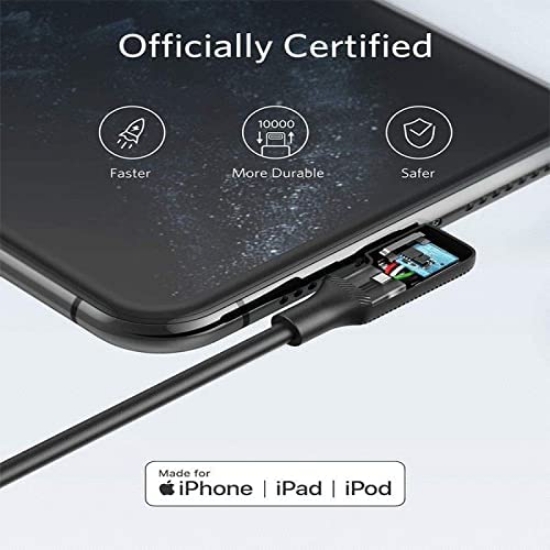 Officially Certified
10000
Faster
More Durable
Safer
Made for
iPhone | iPad | iPod